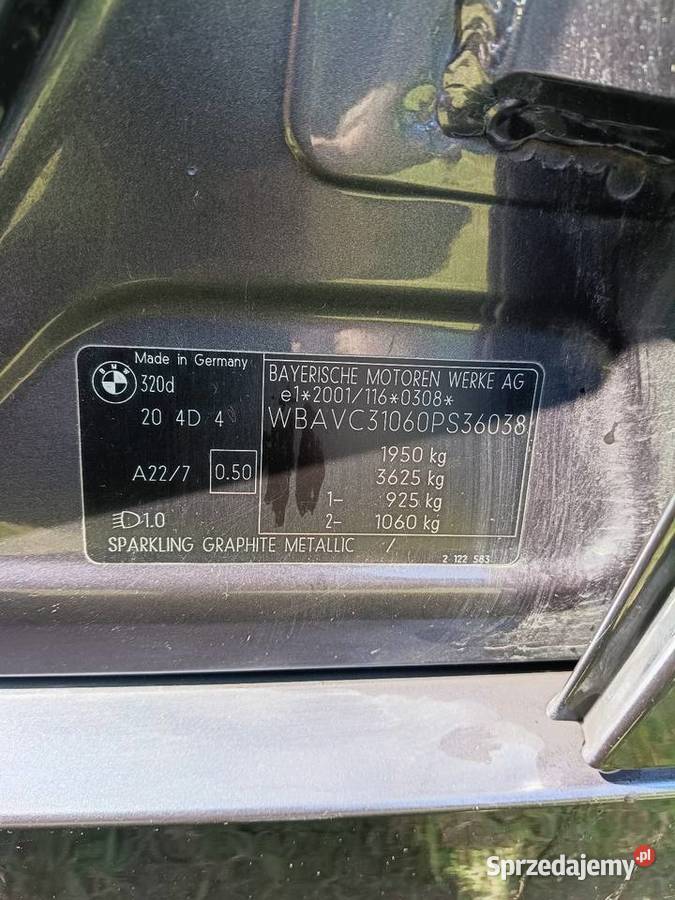 BMW
Made in Germany
320d
20 4D 4
A22/7 0.50
1.0
SPARKLING GRAPHITE METALLIC /
BAYERISCHE MOTOREN WERKE AG
e1*2001/116*0308*
WBAVC31060PS36038
1950 kg
3625 kg
1- 925 kg
2- 1060 kg
2 122 583
Sprzedajemy.pl